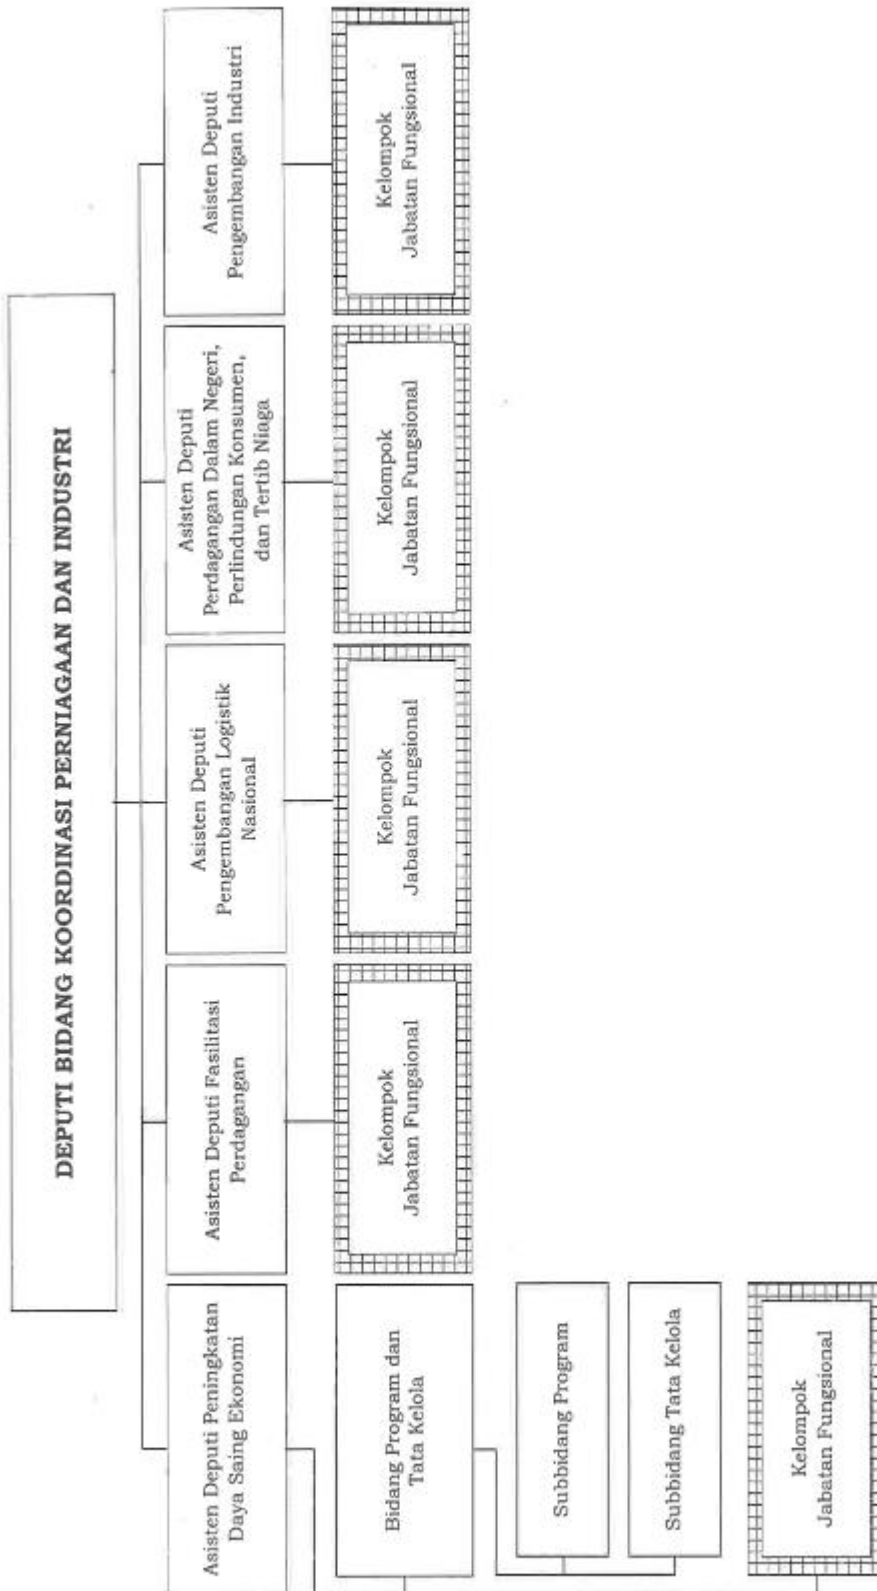 DEPUTI BIDANG KOORDINASI PERNIAGAAN DAN INDUSTRI
Asisten Deputi Peningkatan
Daya Saing Ekonomi
Asisten Deputi Fasilitasi
Perdagangan
Asisten Deputi
Pengembangan Logistik
Nasional
Asisten Deputi
Perdagangan Dalam Negeri,
Perlindungan Konsumen,
dan Tertib Niaga
Asisten Deputi
Pengembangan Industri
Bidang Program dan
Tata Kelola
Kelompok
Jabatan Fungsional
Kelompok
Jabatan Fungsional
Kelompok
Jabatan Fungsional
Kelompok
Jabatan Fungsional
Subbidang Program
Subbidang Tata Kelola
Kelompok
Jabatan Fungsional